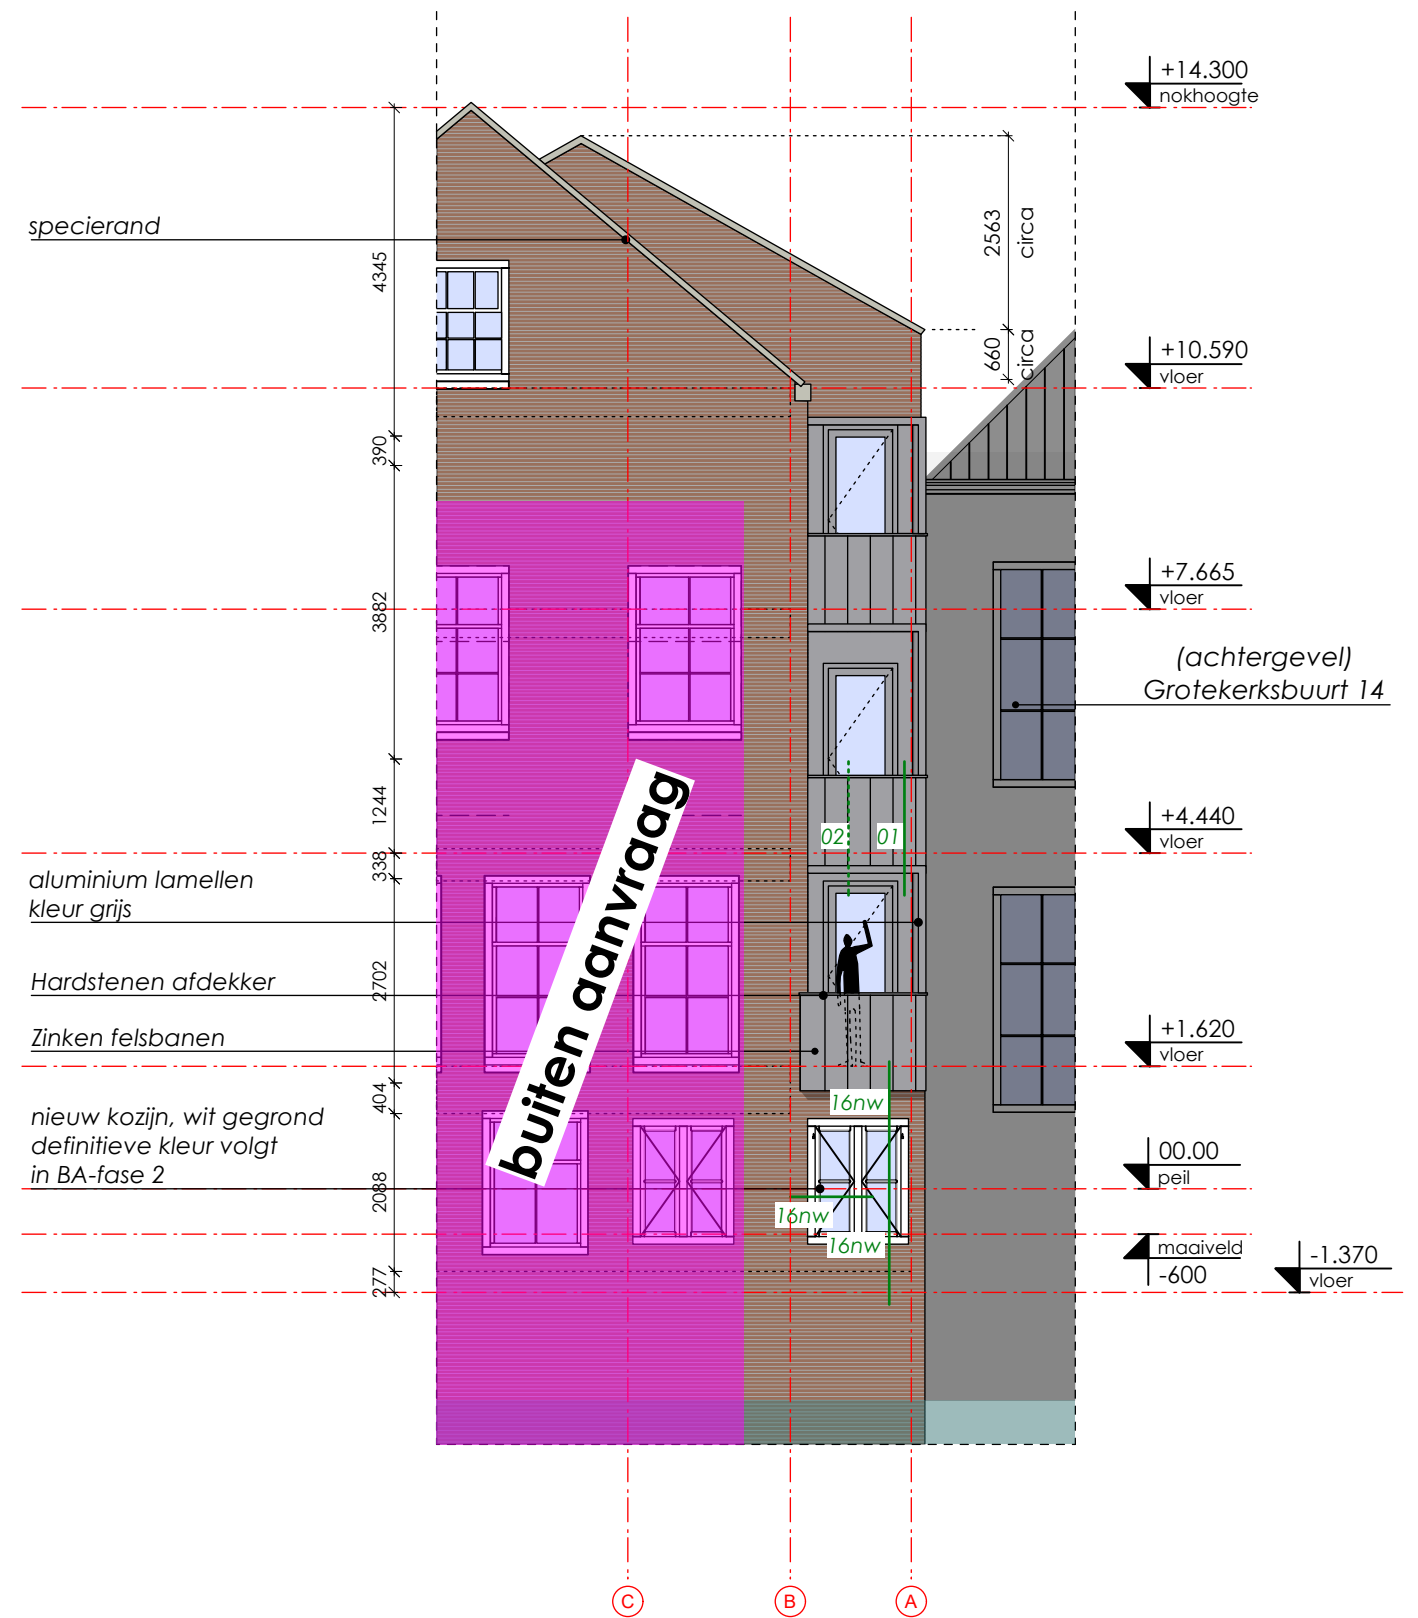 +14.300
nokhoogte
specierand
4345
2563
circa
660
circa
+10.590
vloer
390
+7.665
vloer
3882
(achtergevel)
Grotekerksbuurt 14
1244
02
01
+4.440
vloer
338
aluminium lamellen
kleur grijs
buiten aanvraag
Hardstenen afdekker
2702
Zinken felsbanen
+1.620
vloer
404
16nw
nieuw kozijn, wit gegrond
definitieve kleur volgt
in BA-fase 2
00.00
peil
2088
16nw
16nw
maaiveld
-600
-1.370
vloer
277
C
B
A